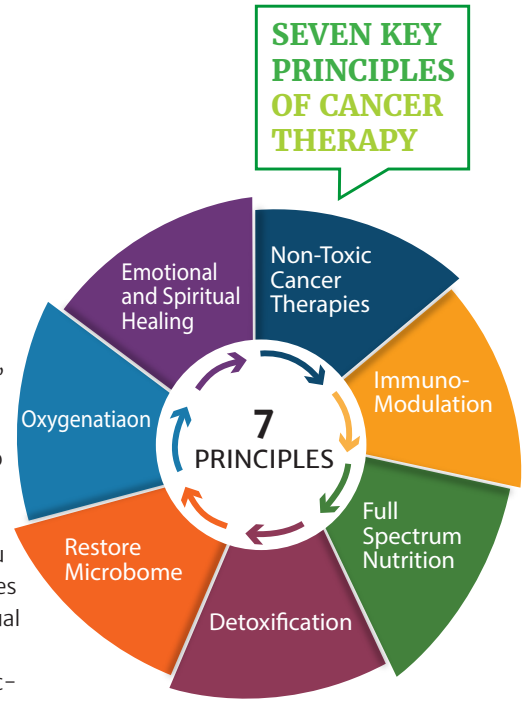 SEVEN KEY
PRINCIPLES
OF CANCER
THERAPY
Non-Toxic
Cancer
Therapies
Immuno-
Modulation
Full
Spectrum
Nutrition
Detoxification
Restore
Microbome
Oxygenatiaon
Emotional
and Spiritual
Healing
7
PRINCIPLES